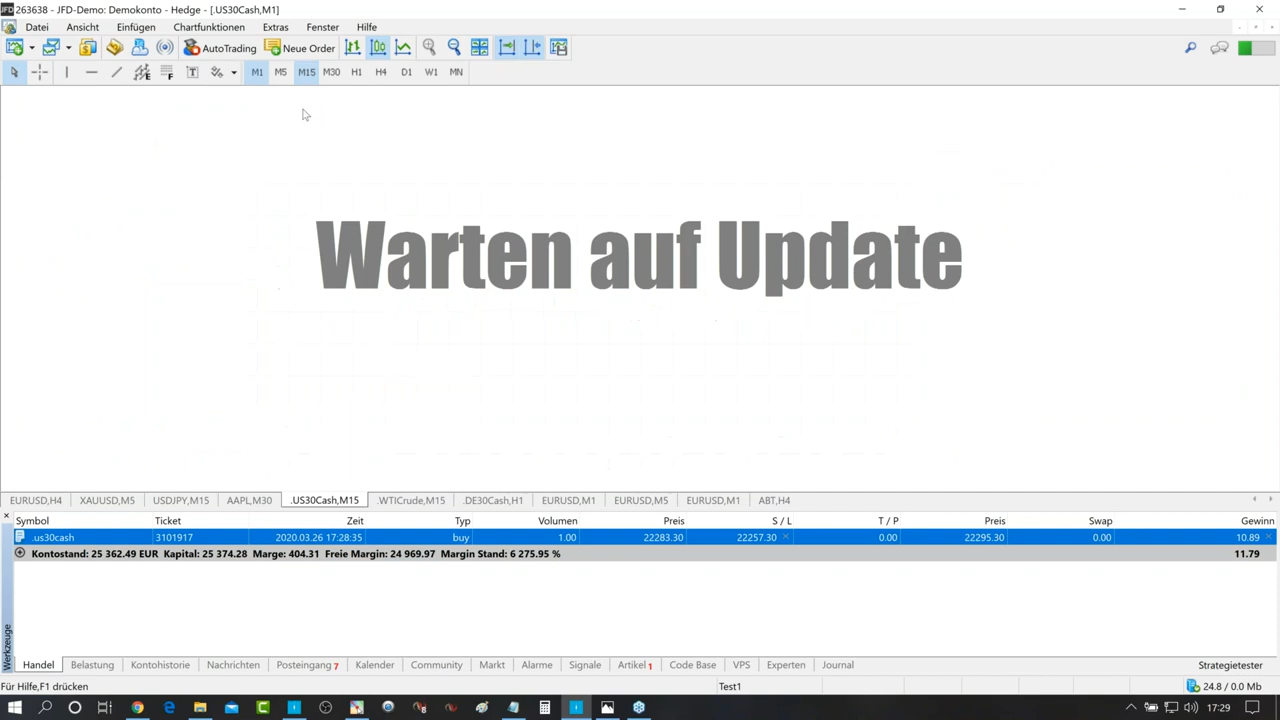 263638: JFD-Demo: Demokonto - Hedge - [.US30Cash,M1]
Datei Ansicht Einfügen Chartfunktionen Extras Fenster Hilfe
AutoTrading Neue Order
M1 M5 M15 M30 H1 H4 D1 W1 MN
Warten auf Update
EURUSD,H4 XAUUSD,M5 USDJPY,M15 AAPL,M30 .US30Cash,M15 .WTICrude,M15 .DE30Cash,H1 EURUSD,M1 EURUSD,M5 EURUSD,M1 ABT,H4
Symbol Ticket Zeit Typ Volumen Preis S / L T / P Preis Swap Gewinn
.us30cash 3101917 2020.03.26 17:28:35 buy 1.00 22283.30 22257.30 0.00 22295.30 0.00 10.89
Kontostand: 25 362.49 EUR Kapital: 25 374.28 Marge: 404.31 Freie Margin: 24 969.97 Margin Stand: 6 275.95 % 11.79
Werkzeuge
Handel Belastung Kontohistorie Nachrichten Posteingang 7 Kalender Community Markt Alarme Signale Artikel 1 Code Base VPS Experten Journal Strategietester
Für Hilfe,F1 drücken Test1 24.8 / 0.0 Mb
17:29